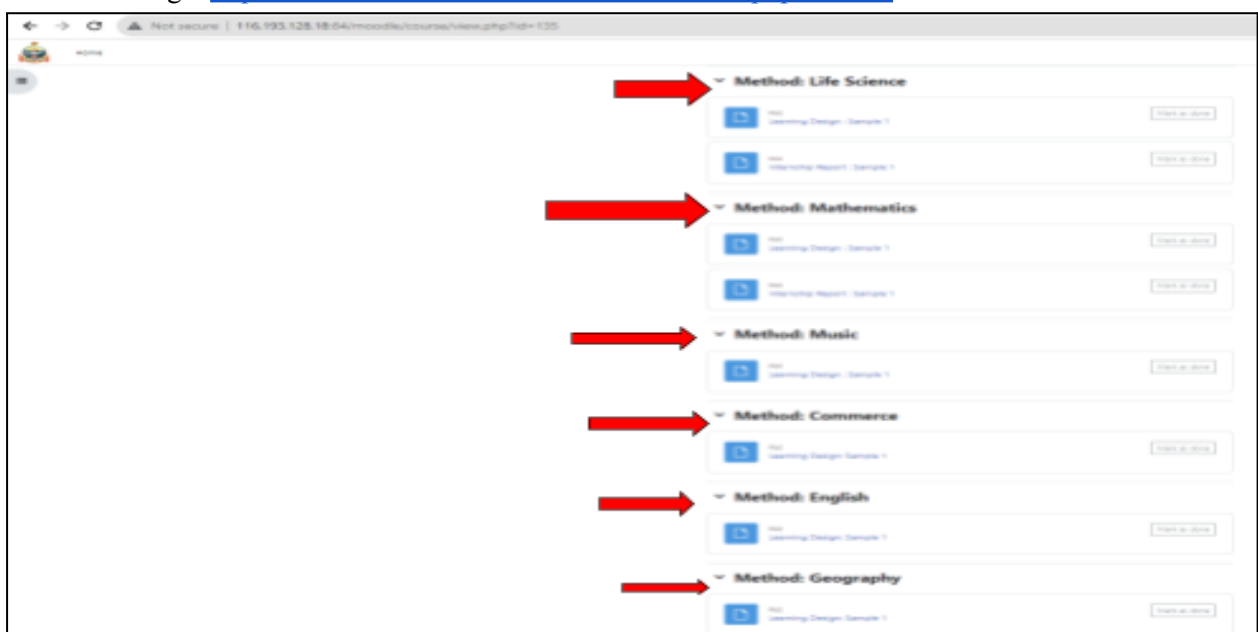 Not secure | 116.193.128.18:64/moodle/course/view.php?id=135
HOME
Method: Life Science
Learning Design: Sample 1
Mark as done
Internship Report: Sample 1
Mark as done
Method: Mathematics
Learning Design: Sample 1
Mark as done
Internship Report: Sample 1
Mark as done
Method: Music
Learning Design: Sample 1
Mark as done
Method: Commerce
Learning Design: Sample 1
Mark as done
Method: English
Learning Design: Sample 1
Mark as done
Method: Geography
Learning Design: Sample 1
Mark as done